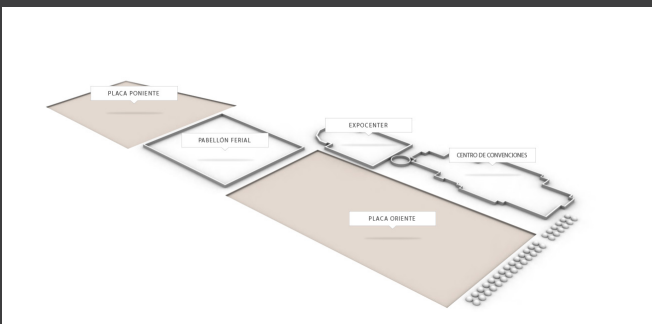 PLACA PONIENTE
EXPOCENTER
PABELLÓN FERIAL
CENTRO DE CONVENCIONES
PLACA ORIENTE